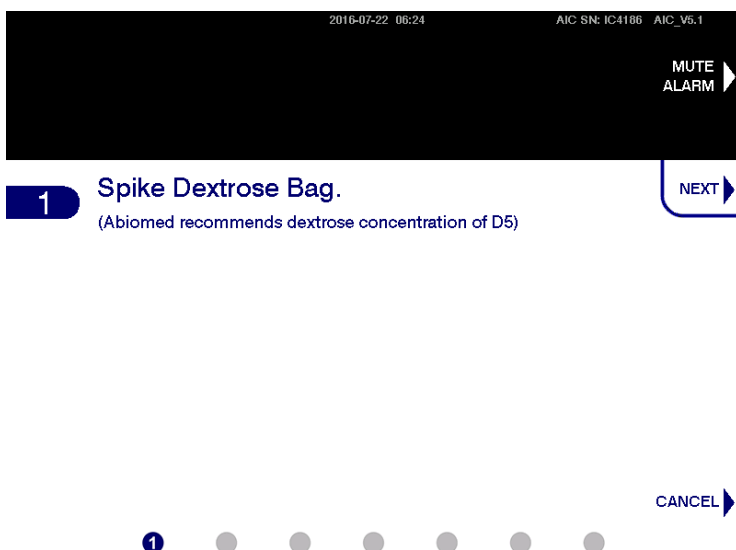 2016-07-22 06:24 AIC SN: IC4186 AIC_V5.1
MUTE
ALARM
1 Spike Dextrose Bag.
(Abiomed recommends dextrose concentration of D5)
NEXT
CANCEL
1